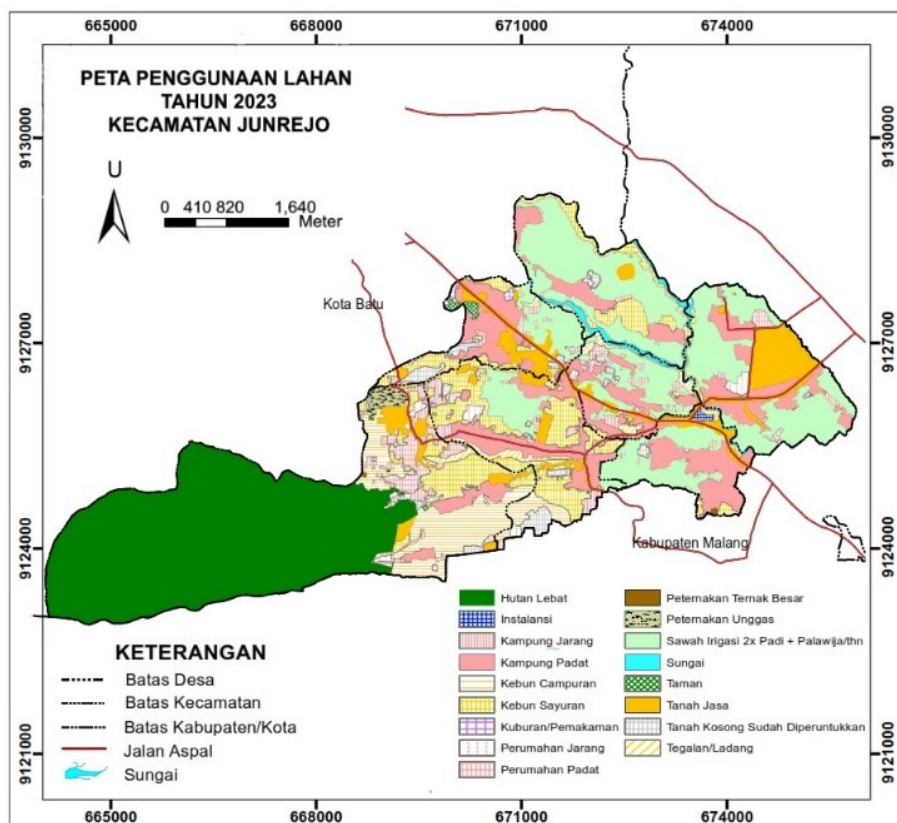 665000 668000 671000 674000
PETA PENGGUNAAN LAHAN
TAHUN 2023
KECAMATAN JUNREJO
9130000 9130000
U
0 410 820 1,640
Meter
Kota Batu
9127000 9127000
9124000 9124000
Kabupaten Malang
KETERANGAN
Batas Desa
Batas Kecamatan
Batas Kabupaten/Kota
Jalan Aspal
Sungai
Hutan Lebat
Instalansi
Kampung Jarang
Kampung Padat
Kebun Campuran
Kebun Sayuran
Kuburan/Pemakaman
Perumahan Jarang
Perumahan Padat
Peternakan Ternak Besar
Peternakan Unggas
Sawah Irigasi 2x Padi + Palawija/thn
Sungai
Taman
Tanah Jasa
Tanah Kosong Sudah Diperuntukkan
Tegalan/Ladang
9121000 9121000
665000 668000 671000 674000